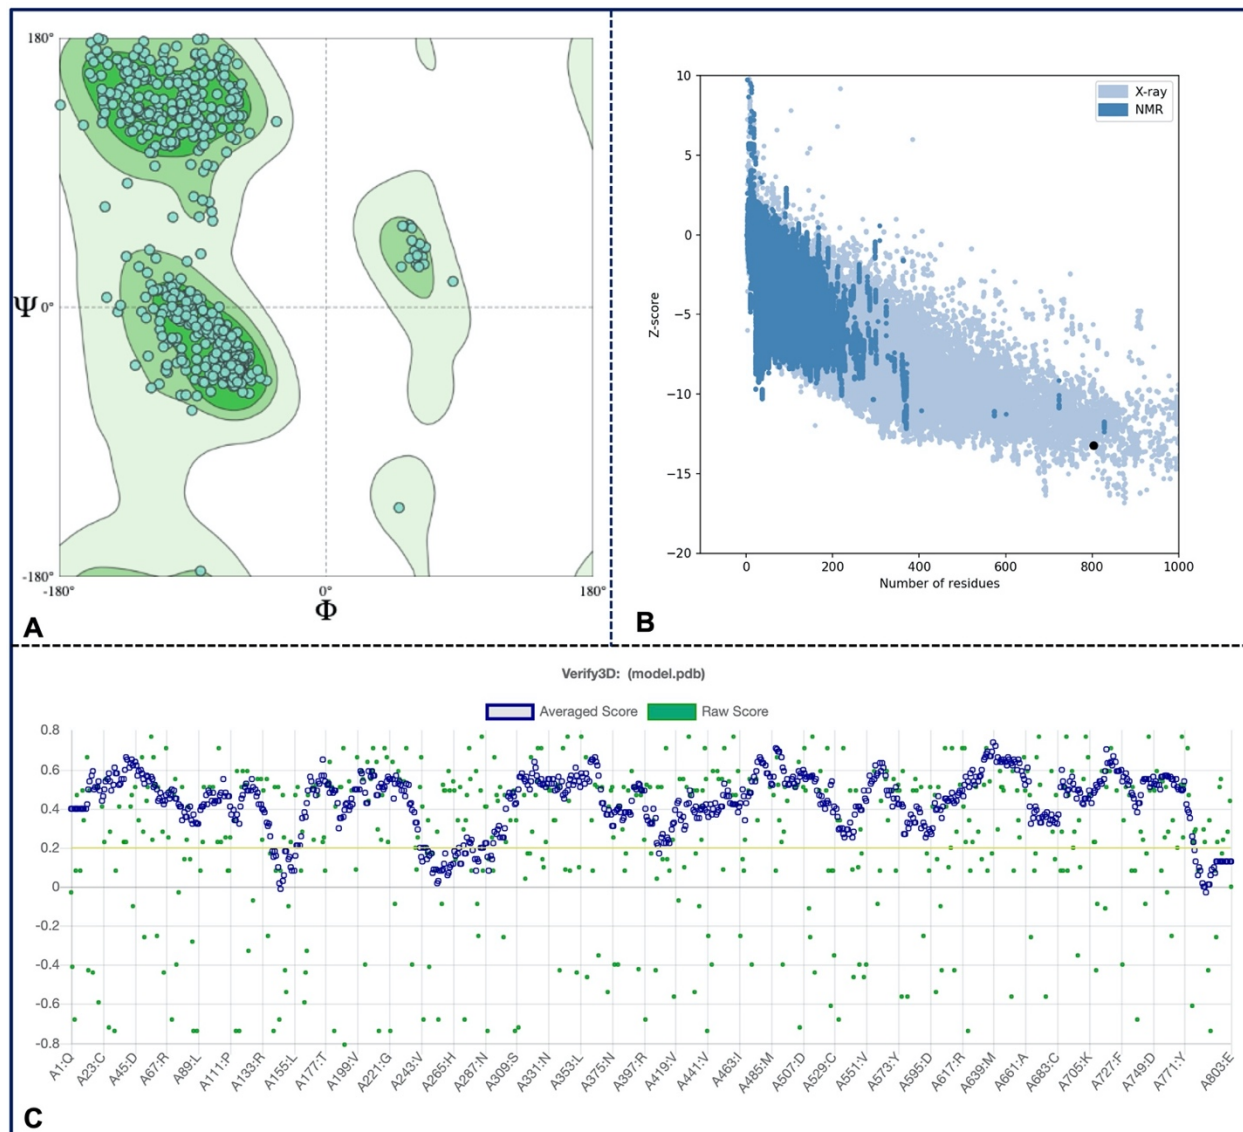 180°
Ψ 0°
-180°
-180° 0° 180°
Φ
A
10
5
0
−5
−10
−15
−20
Z-score
X-ray
NMR
0 200 400 600 800 1000
Number of residues
B
Verify3D: (model.pdb)
Averaged Score Raw Score
0.8
0.6
0.4
0.2
0
-0.2
-0.4
-0.6
-0.8
A1:Q A23:C A45:D A67:R A89:L A111:P A133:R A155:L A177:T A199:V A221:G A243:V A265:H A287:N A309:S A331:N A353:L A375:N A397:R A419:V A441:V A463:I A485:M A507:D A529:C A551:V A573:Y A595:D A617:R A639:M A661:A A683:C A705:K A727:F A749:D A771:Y A803:E
C